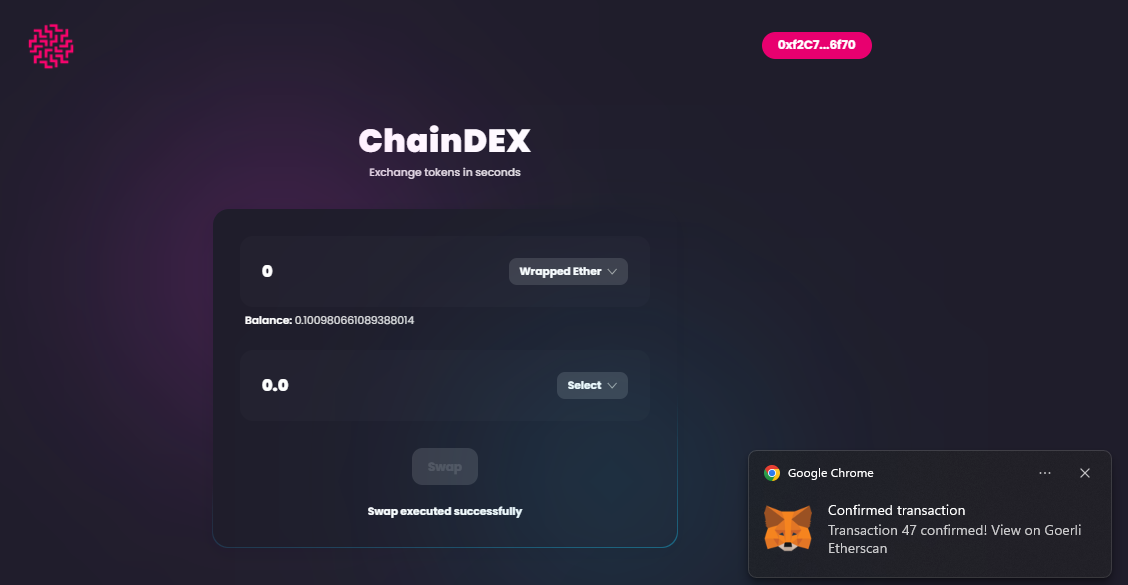 0xf2C7...6f70
ChainDEX
Exchange tokens in seconds
0
Wrapped Ether
Balance: 0.100980661089388014
0.0
Select
Swap
Swap executed successfully
Google Chrome
Confirmed transaction
Transaction 47 confirmed! View on Goerli
Etherscan